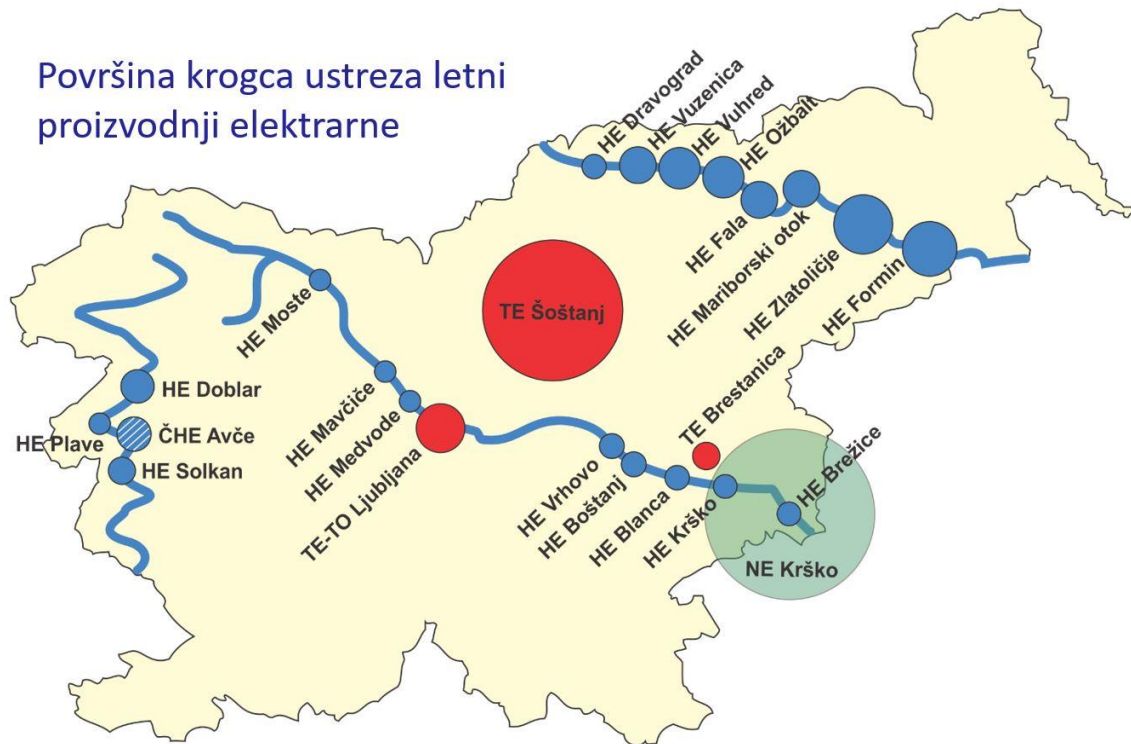 Površina krogca ustreza letni
proizvodnji elektrarne
HE Dravograd
HE Vuzenica
HE Vuhred
HE Ožbalt
HE Fala
HE Mariborski otok
HE Zlatoličje
HE Formin
TE Šoštanj
HE Moste
HE Mavčiče
HE Medvode
TE-TO Ljubljana
HE Doblar
HE Plave
ČHE Avče
HE Solkan
HE Vrhovo
HE Boštanj
HE Blanca
HE Krško
TE Brestanica
HE Brežice
NE Krško